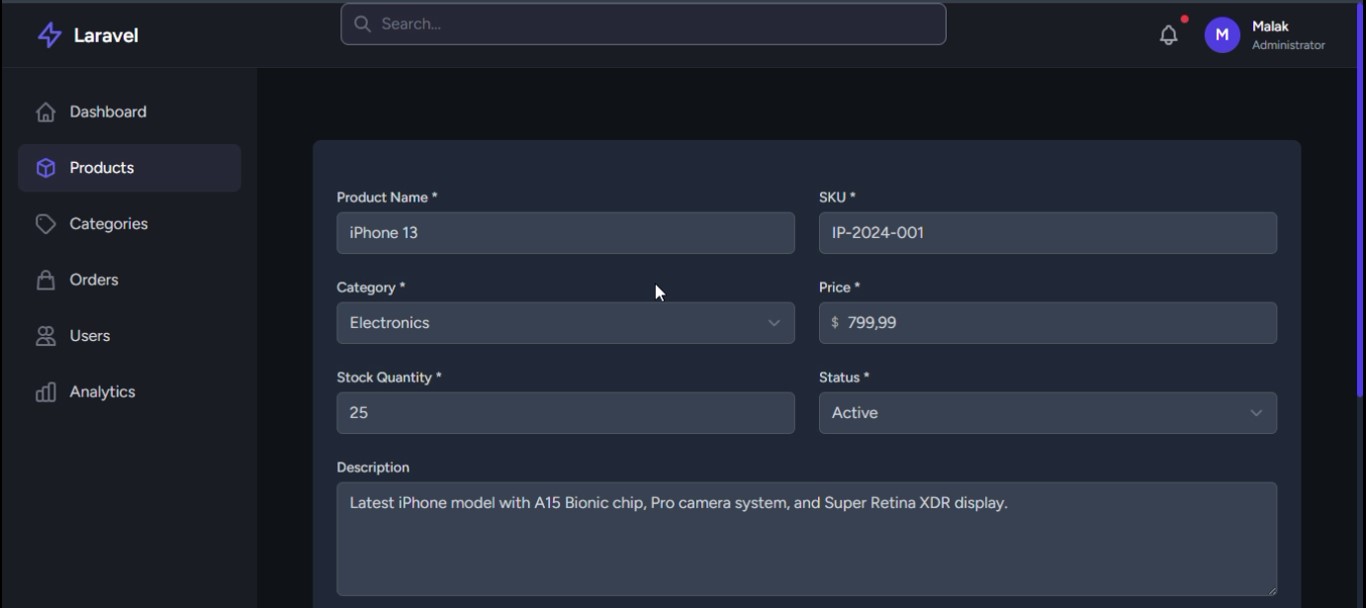 Laravel
Search...
M
Malak
Administrator
Dashboard
Products
Categories
Orders
Users
Analytics
Product Name *
iPhone 13
SKU *
IP-2024-001
Category *
Electronics
Price *
$ 799,99
Stock Quantity *
25
Status *
Active
Description
Latest iPhone model with A15 Bionic chip, Pro camera system, and Super Retina XDR display.